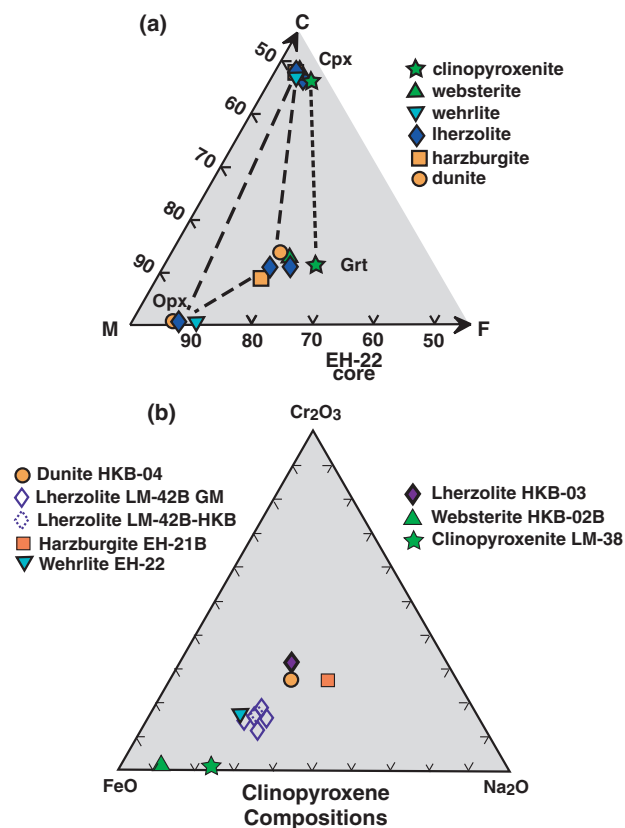 (a)
C
50
Cpx
60
70
80
90
Opx
Grt
M
F
90
80
70
60
50
EH-22
core
clinopyroxenite
websterite
wehrlite
lherzolite
harzburgite
dunite
(b)
Cr₂O₃
Dunite HKB-04
Lherzolite LM-42B GM
Lherzolite LM-42B-HKB
Harzburgite EH-21B
Wehrlite EH-22
Lherzolite HKB-03
Websterite HKB-02B
Clinopyroxenite LM-38
FeO
Na₂O
Clinopyroxene
Compositions